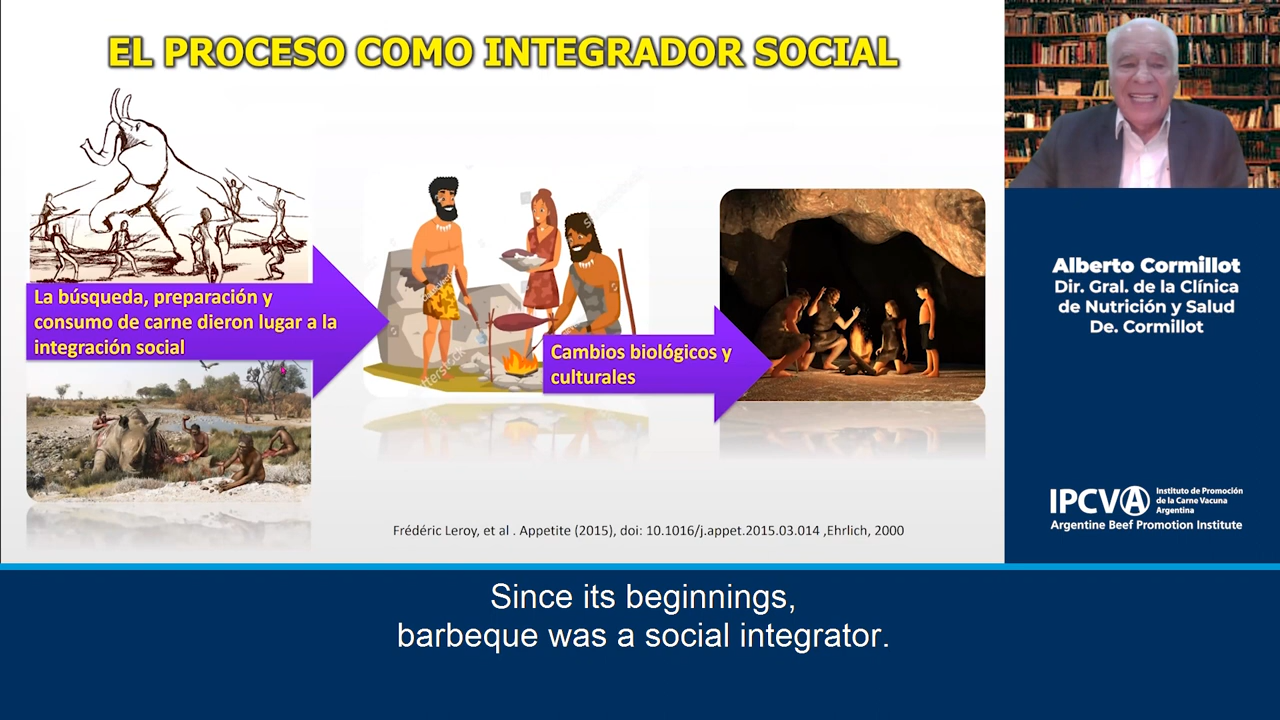 EL PROCESO COMO INTEGRADOR SOCIAL
La búsqueda, preparación y
consumo de carne dieron lugar a la
integración social
Cambios biológicos y
culturales
Frédéric Leroy, et al . Appetite (2015), doi: 10.1016/j.appet.2015.03.014 ,Ehrlich, 2000
Alberto Cormillot
Dir. Gral. de la Clínica
de Nutrición y Salud
De. Cormillot
IPCVA
Instituto de Promoción
de la Carne Vacuna
Argentina
Argentine Beef Promotion Institute
Since its beginnings,
barbeque was a social integrator.